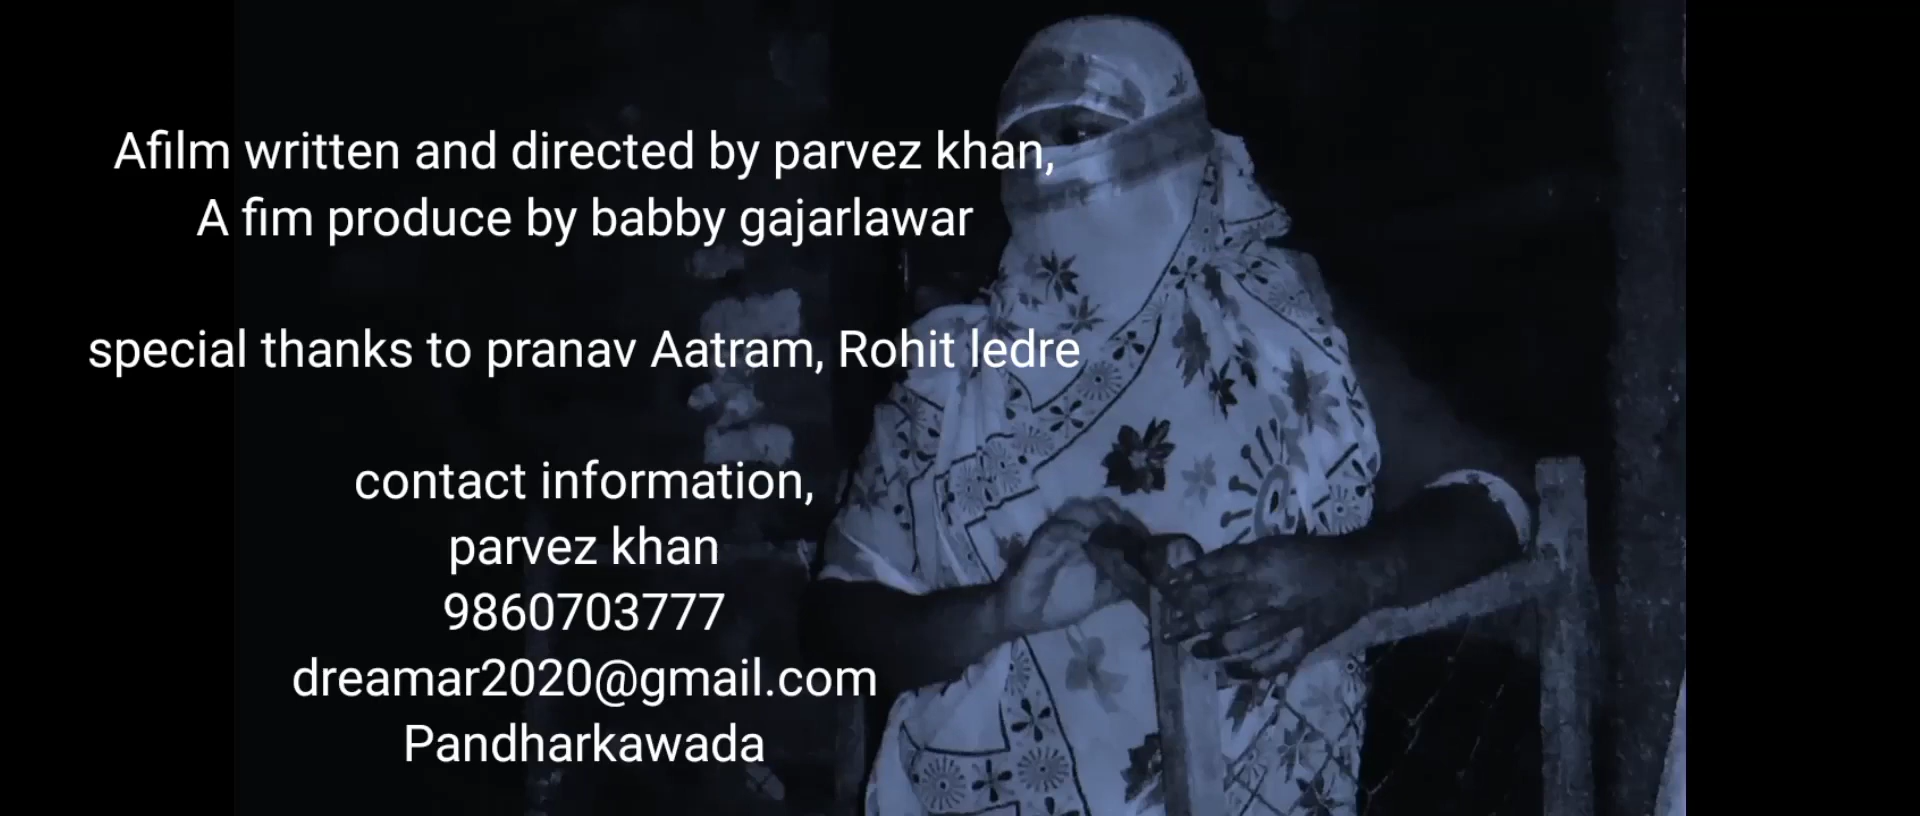 Afilm written and directed by parvez khan,
A fim produce by babby gajarlawar
special thanks to pranav Aatram, Rohit ledre
contact information,
parvez khan
9860703777
dreamar2020@gmail.com
Pandharkawada